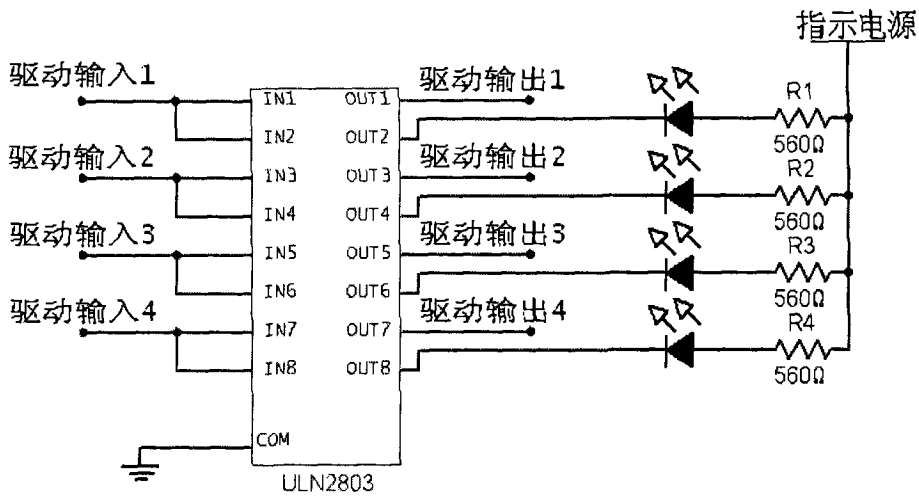 指示电源
驱动输入1
驱动输出1
IN1
OUT1
R1
560Ω
IN2
OUT2
驱动输入2
驱动输出2
IN3
OUT3
R2
560Ω
IN4
OUT4
驱动输入3
驱动输出3
IN5
OUT5
R3
560Ω
IN6
OUT6
驱动输入4
驱动输出4
IN7
OUT7
R4
560Ω
IN8
OUT8
COM
ULN2803